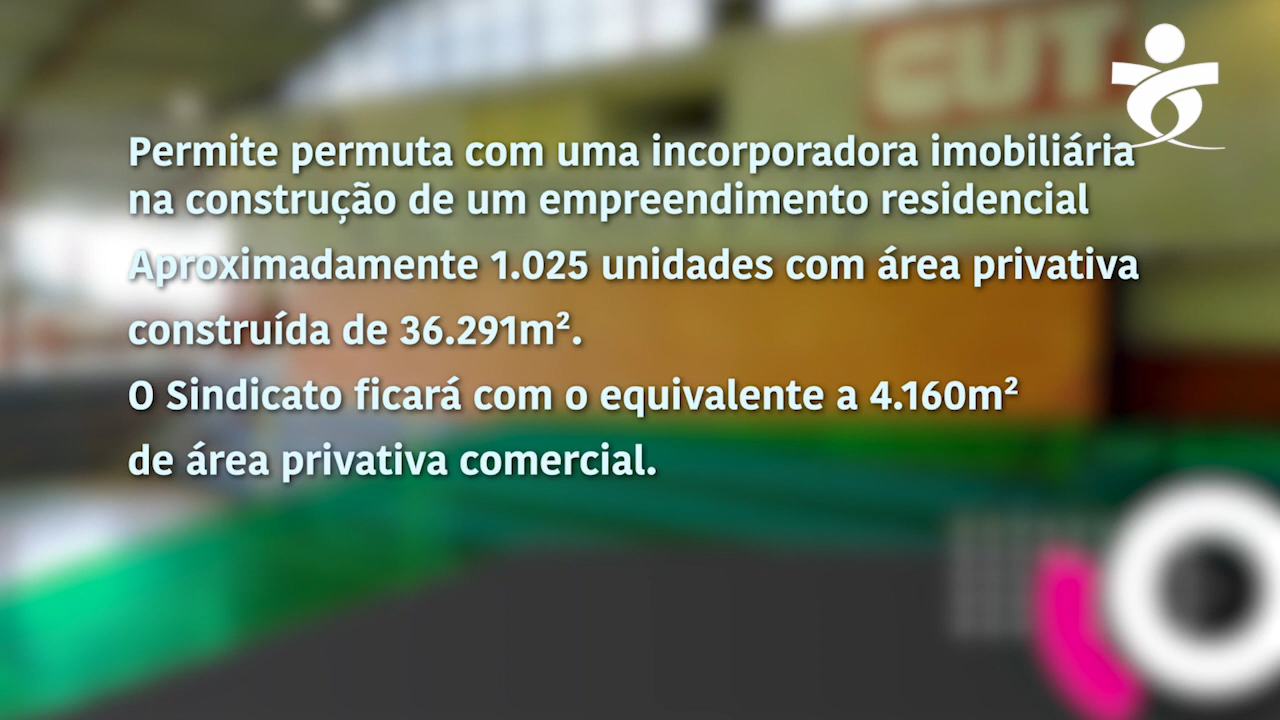 CUT
Permite permuta com uma incorporadora imobiliária
na construção de um empreendimento residencial
Aproximadamente 1.025 unidades com área privativa
construída de 36.291m².
O Sindicato ficará com o equivalente a 4.160m²
de área privativa comercial.